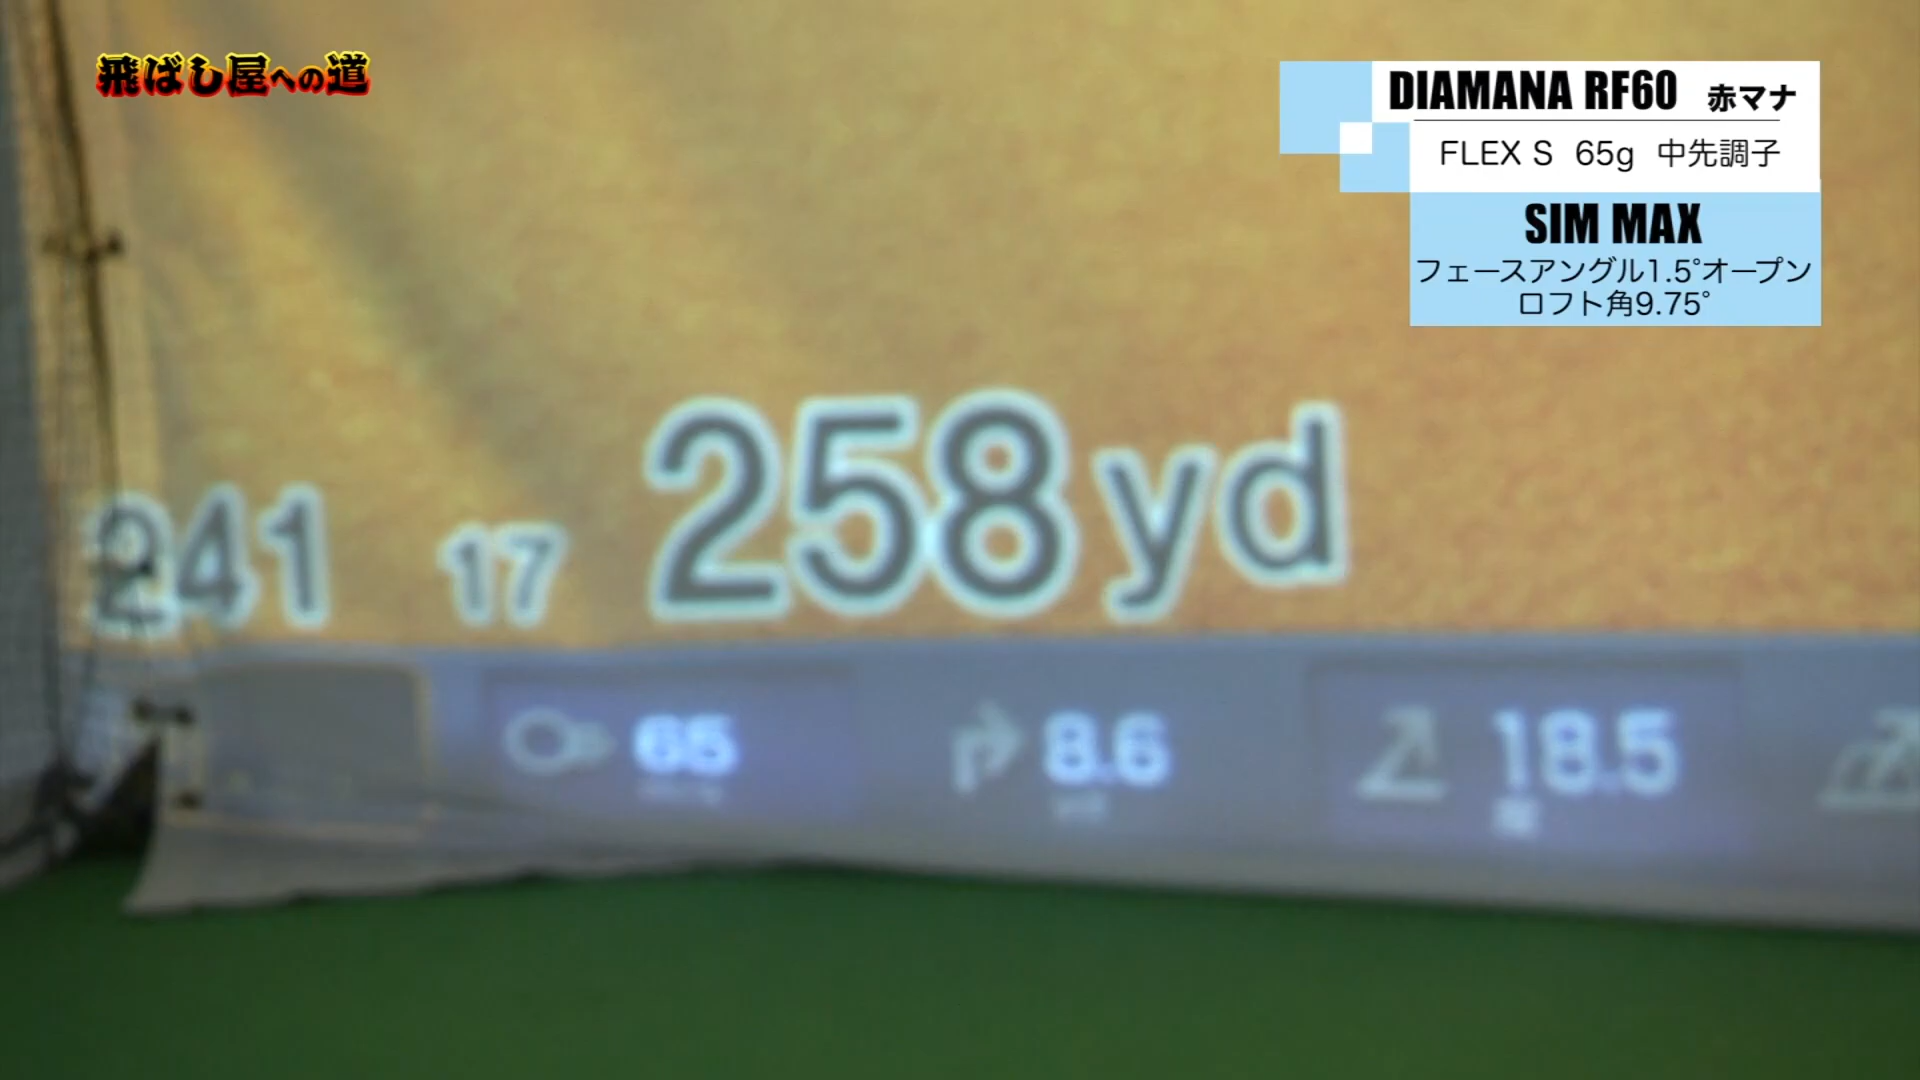 飛ばし屋への道
DIAMANA RF60 赤マナ
FLEX S 65g 中先調子
SIM MAX
フェースアングル1.5°オープン
ロフト角9.75°
241 17 258yd
65 8.6 18.5
yd